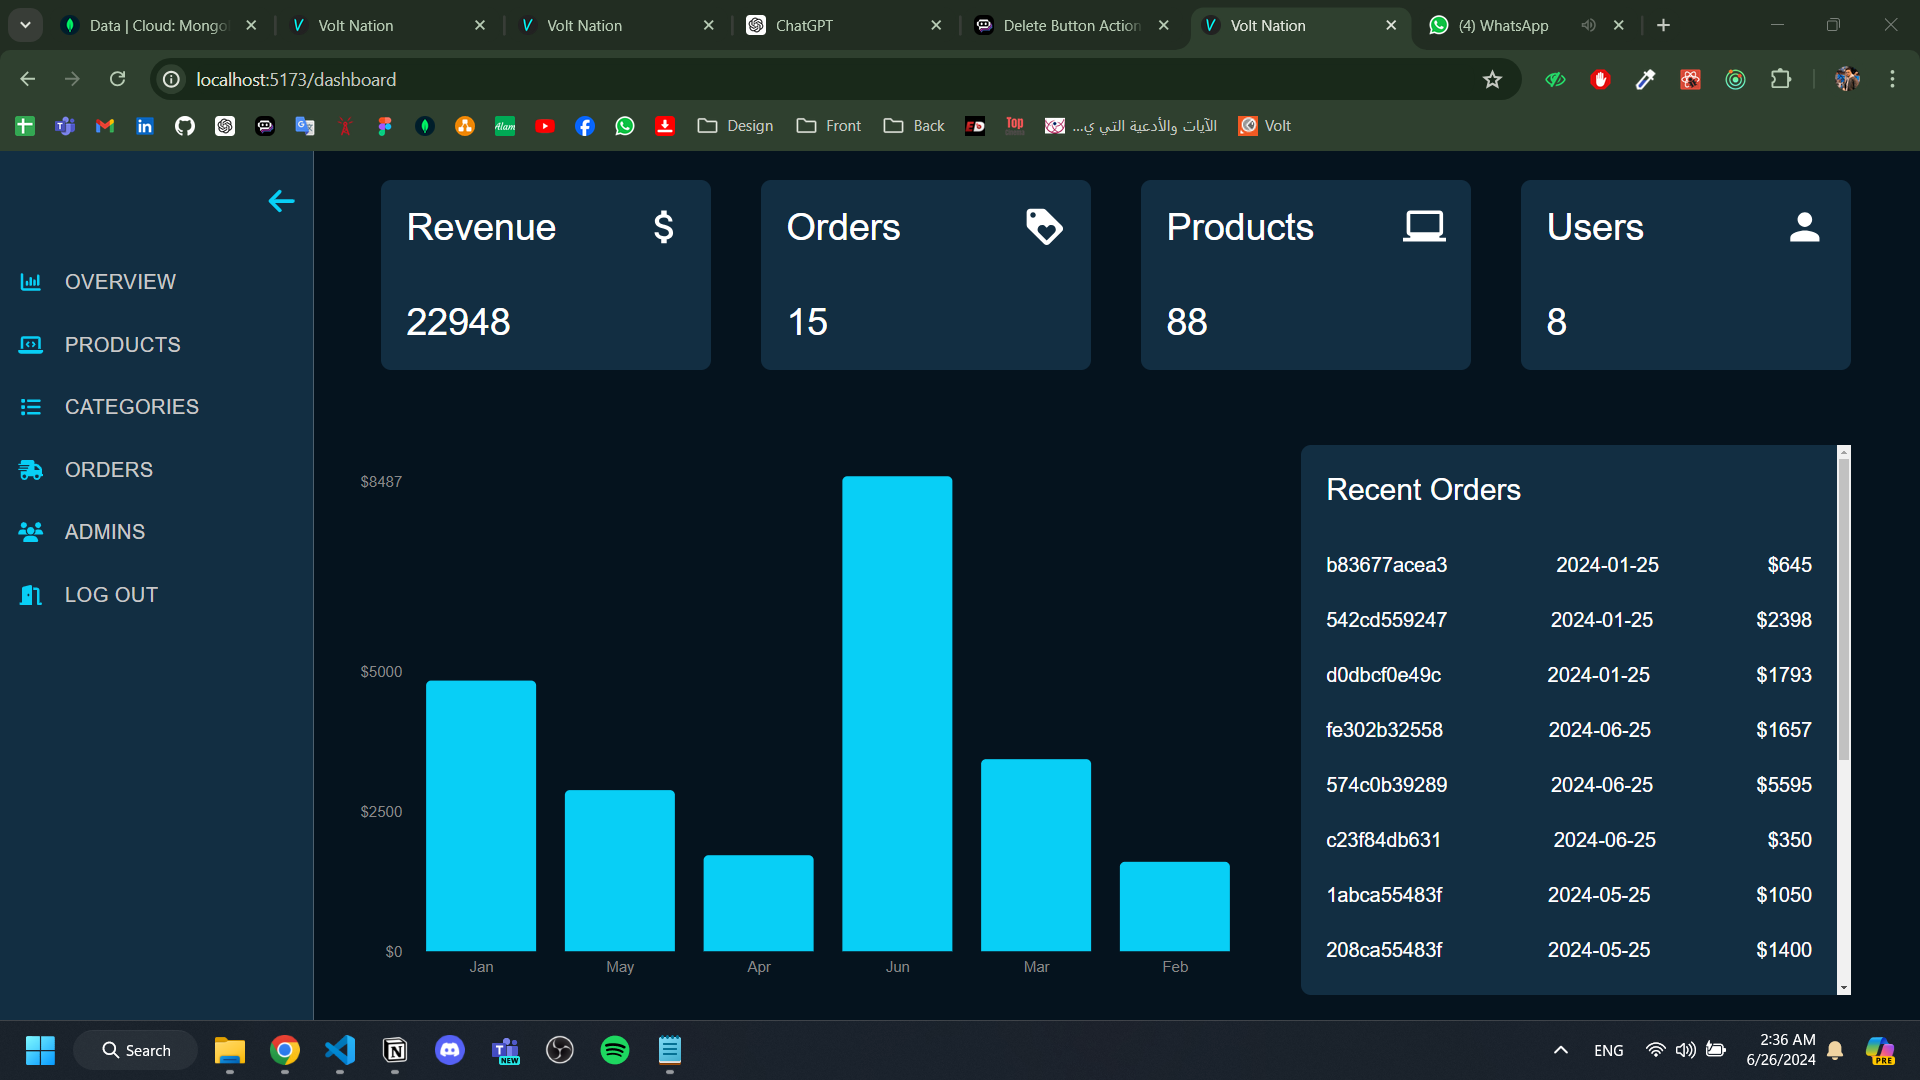 Data | Cloud: Mongo
Volt Nation
Volt Nation
ChatGPT
Delete Button Action
Volt Nation
(4) WhatsApp
localhost:5173/dashboard
Alam
Design
Front
Back
ED
Top
الآيات والأدعية التي ي...
Volt
OVERVIEW
PRODUCTS
CATEGORIES
ORDERS
ADMINS
LOG OUT
Revenue $
22948
Orders
15
Products
88
Users
8
$8487
$5000
$2500
$0
Jan May Apr Jun Mar Feb
Recent Orders
b83677acea3 2024-01-25 $645
542cd559247 2024-01-25 $2398
d0dbcf0e49c 2024-01-25 $1793
fe302b32558 2024-06-25 $1657
574c0b39289 2024-06-25 $5595
c23f84db631 2024-06-25 $350
1abca55483f 2024-05-25 $1050
208ca55483f 2024-05-25 $1400
Search
NEW
ENG
2:36 AM
6/26/2024
PRE